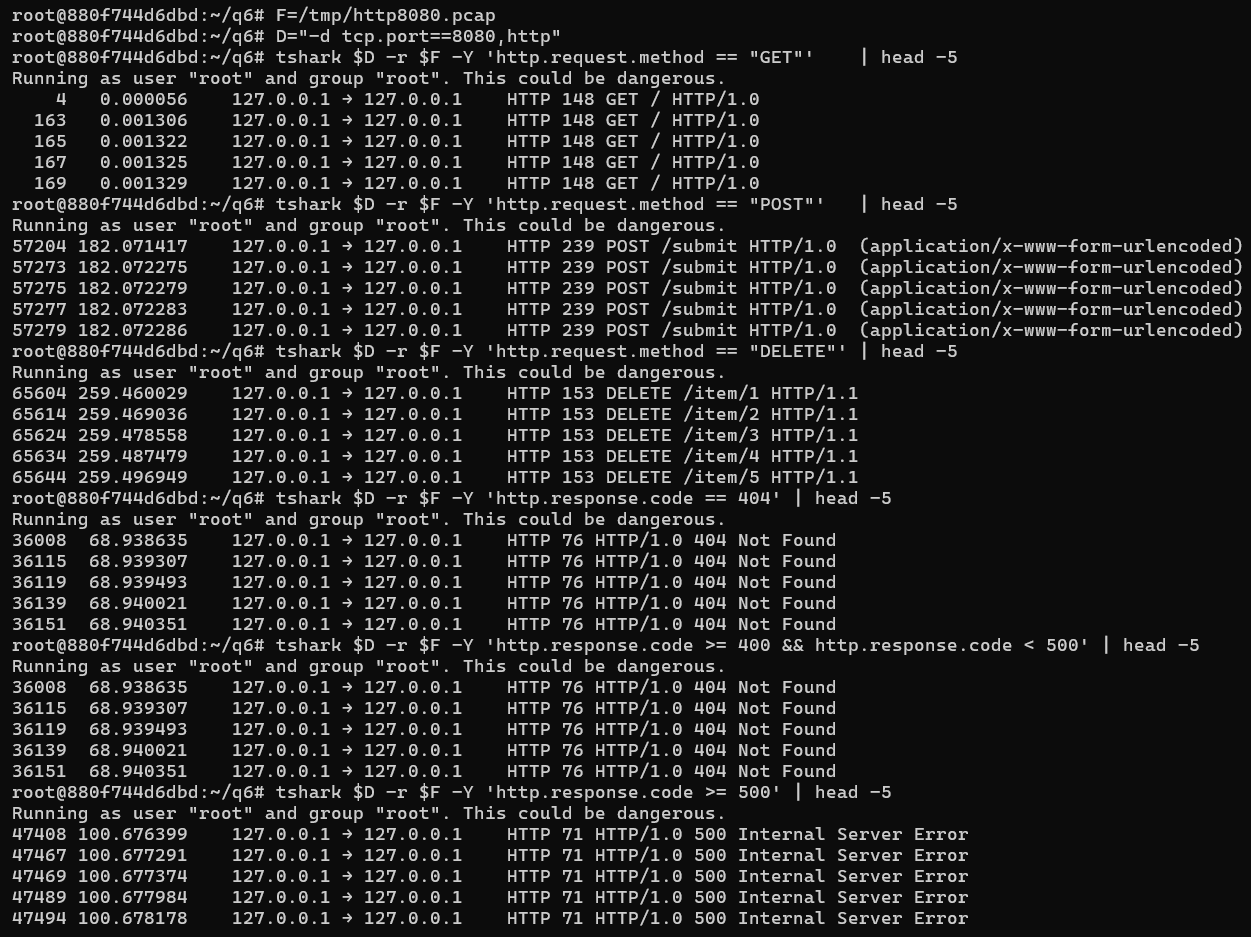 root@880f744d6dbd:~/q6# F=/tmp/http8080.pcap
root@880f744d6dbd:~/q6# D="-d tcp.port==8080,http"
root@880f744d6dbd:~/q6# tshark $D -r $F -Y 'http.request.method == "GET"'    | head -5
Running as user "root" and group "root". This could be dangerous.
    4   0.000056    127.0.0.1 → 127.0.0.1    HTTP 148 GET / HTTP/1.0
  163   0.001306    127.0.0.1 → 127.0.0.1    HTTP 148 GET / HTTP/1.0
  165   0.001322    127.0.0.1 → 127.0.0.1    HTTP 148 GET / HTTP/1.0
  167   0.001325    127.0.0.1 → 127.0.0.1    HTTP 148 GET / HTTP/1.0
  169   0.001329    127.0.0.1 → 127.0.0.1    HTTP 148 GET / HTTP/1.0
root@880f744d6dbd:~/q6# tshark $D -r $F -Y 'http.request.method == "POST"'   | head -5
Running as user "root" and group "root". This could be dangerous.
57204 182.071417    127.0.0.1 → 127.0.0.1    HTTP 239 POST /submit HTTP/1.0  (application/x-www-form-urlencoded)
57273 182.072275    127.0.0.1 → 127.0.0.1    HTTP 239 POST /submit HTTP/1.0  (application/x-www-form-urlencoded)
57275 182.072279    127.0.0.1 → 127.0.0.1    HTTP 239 POST /submit HTTP/1.0  (application/x-www-form-urlencoded)
57277 182.072283    127.0.0.1 → 127.0.0.1    HTTP 239 POST /submit HTTP/1.0  (application/x-www-form-urlencoded)
57279 182.072286    127.0.0.1 → 127.0.0.1    HTTP 239 POST /submit HTTP/1.0  (application/x-www-form-urlencoded)
root@880f744d6dbd:~/q6# tshark $D -r $F -Y 'http.request.method == "DELETE"' | head -5
Running as user "root" and group "root". This could be dangerous.
65604 259.460029    127.0.0.1 → 127.0.0.1    HTTP 153 DELETE /item/1 HTTP/1.1
65614 259.469036    127.0.0.1 → 127.0.0.1    HTTP 153 DELETE /item/2 HTTP/1.1
65624 259.478558    127.0.0.1 → 127.0.0.1    HTTP 153 DELETE /item/3 HTTP/1.1
65634 259.487479    127.0.0.1 → 127.0.0.1    HTTP 153 DELETE /item/4 HTTP/1.1
65644 259.496949    127.0.0.1 → 127.0.0.1    HTTP 153 DELETE /item/5 HTTP/1.1
root@880f744d6dbd:~/q6# tshark $D -r $F -Y 'http.response.code == 404' | head -5
Running as user "root" and group "root". This could be dangerous.
36008  68.938635    127.0.0.1 → 127.0.0.1    HTTP 76 HTTP/1.0 404 Not Found
36115  68.939307    127.0.0.1 → 127.0.0.1    HTTP 76 HTTP/1.0 404 Not Found
36119  68.939493    127.0.0.1 → 127.0.0.1    HTTP 76 HTTP/1.0 404 Not Found
36139  68.940021    127.0.0.1 → 127.0.0.1    HTTP 76 HTTP/1.0 404 Not Found
36151  68.940351    127.0.0.1 → 127.0.0.1    HTTP 76 HTTP/1.0 404 Not Found
root@880f744d6dbd:~/q6# tshark $D -r $F -Y 'http.response.code >= 400 && http.response.code < 500' | head -5
Running as user "root" and group "root". This could be dangerous.
36008  68.938635    127.0.0.1 → 127.0.0.1    HTTP 76 HTTP/1.0 404 Not Found
36115  68.939307    127.0.0.1 → 127.0.0.1    HTTP 76 HTTP/1.0 404 Not Found
36119  68.939493    127.0.0.1 → 127.0.0.1    HTTP 76 HTTP/1.0 404 Not Found
36139  68.940021    127.0.0.1 → 127.0.0.1    HTTP 76 HTTP/1.0 404 Not Found
36151  68.940351    127.0.0.1 → 127.0.0.1    HTTP 76 HTTP/1.0 404 Not Found
root@880f744d6dbd:~/q6# tshark $D -r $F -Y 'http.response.code >= 500' | head -5
Running as user "root" and group "root". This could be dangerous.
47408 100.676399    127.0.0.1 → 127.0.0.1    HTTP 71 HTTP/1.0 500 Internal Server Error
47467 100.677291    127.0.0.1 → 127.0.0.1    HTTP 71 HTTP/1.0 500 Internal Server Error
47469 100.677374    127.0.0.1 → 127.0.0.1    HTTP 71 HTTP/1.0 500 Internal Server Error
47489 100.677984    127.0.0.1 → 127.0.0.1    HTTP 71 HTTP/1.0 500 Internal Server Error
47494 100.678178    127.0.0.1 → 127.0.0.1    HTTP 71 HTTP/1.0 500 Internal Server Error